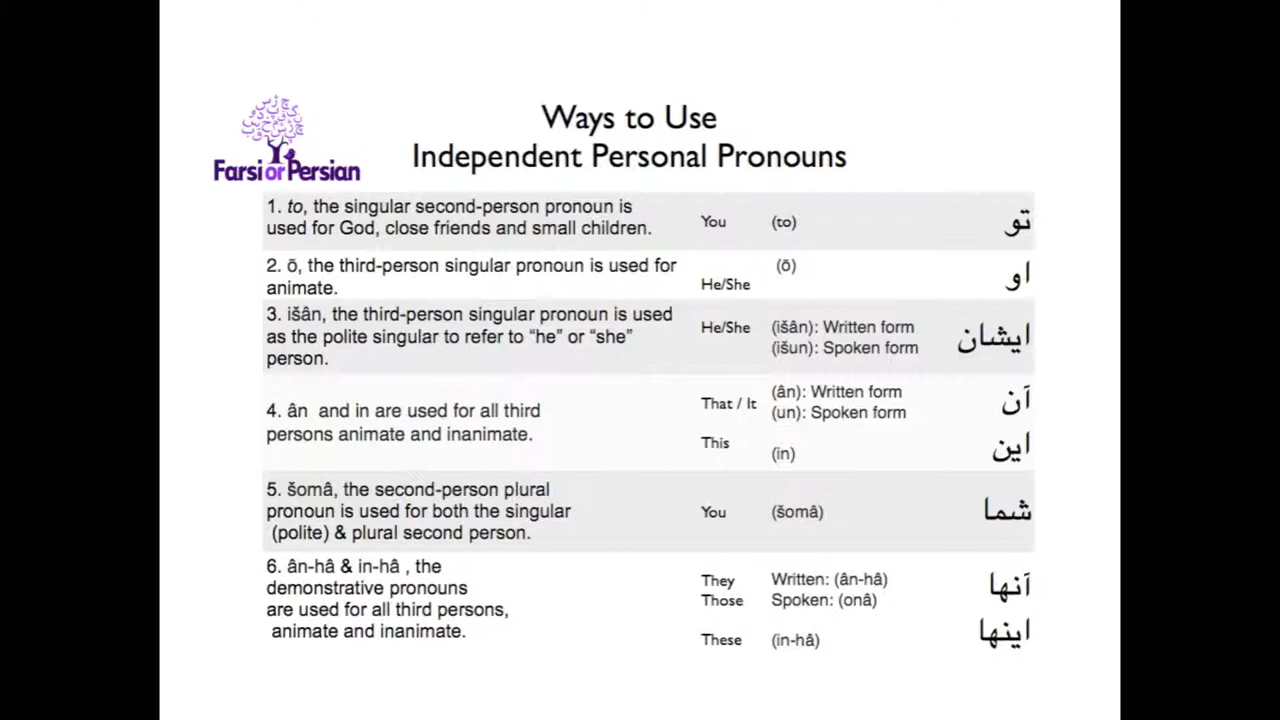 Ways to Use
Independent Personal Pronouns
Farsi or Persian
1. to, the singular second-person pronoun is
used for God, close friends and small children.
You (to) تو
2. ō, the third-person singular pronoun is used for
animate.
He/She (ō) او
3. išân, the third-person singular pronoun is used
as the polite singular to refer to “he” or “she”
person.
He/She (išân): Written form
(išun): Spoken form
ایشان
4. ân and in are used for all third
persons animate and inanimate.
That / It (ân): Written form
(un): Spoken form
آن
This (in) این
5. šomâ, the second-person plural
pronoun is used for both the singular
(polite) & plural second person.
You (šomâ) شما
6. ân-hâ & in-hâ , the
demonstrative pronouns
are used for all third persons,
animate and inanimate.
They Written: (ân-hâ)
Those Spoken: (onâ)
آنها
These (in-hâ) اینها